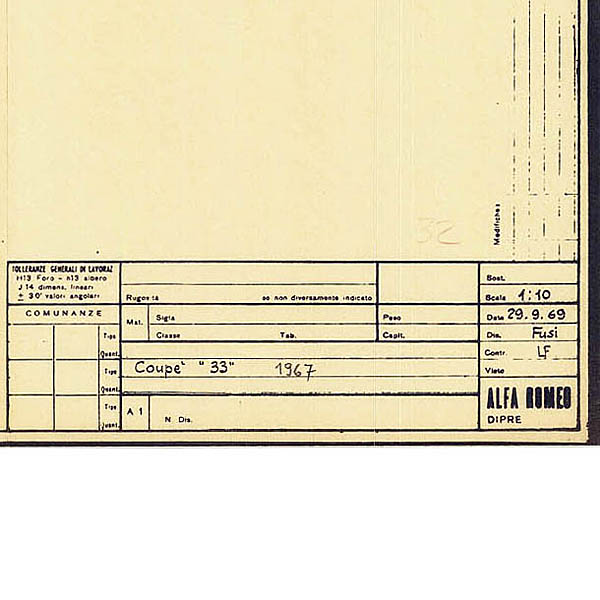 32
Modifiche
TOLLERANZE GENERALI DI LAVORAZ
H13 Foro - h13 albero
J 14 dimens. lineari
± 30' valori angolari
Rugosità se non diversamente indicato
Sost.
Scala 1:10
COMUNANZE
Mat. Sigla Peso
Data 29.9.69
Classe Tab. Capit.
Dis. Fusi
Tipo
Quant.
Contr. LF
Tipo
Coupe' "33" 1967
Visto
Quant.
Tipo
A 1
N Dis.
Quant.
ALFA ROMEO
DIPRE